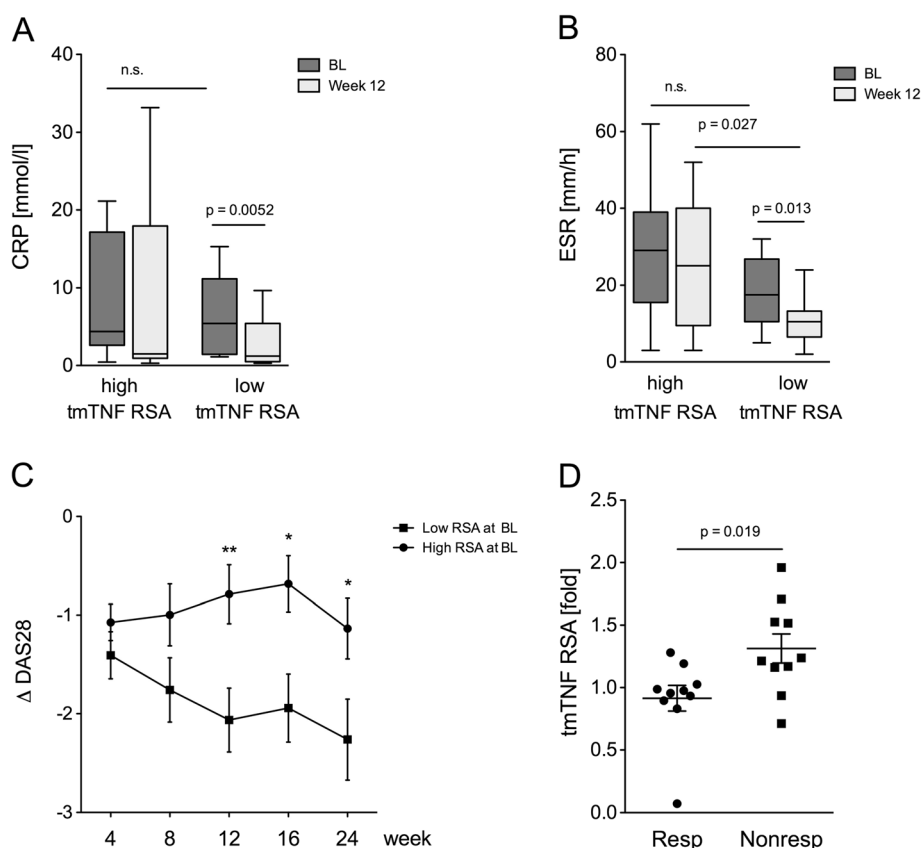 A
CRP [mmol/l]
40
30
20
10
0
n.s.
p = 0.0052
BL
Week 12
high
tmTNF RSA
low
tmTNF RSA
B
ESR [mm/h]
80
60
40
20
0
n.s.
p = 0.027
p = 0.013
BL
Week 12
high
tmTNF RSA
low
tmTNF RSA
C
Δ DAS28
0
-1
-2
-3
**
*
*
Low RSA at BL
High RSA at BL
4 8 12 16 24 week
D
tmTNF RSA [fold]
2.5
2.0
1.5
1.0
0.5
0.0
p = 0.019
Resp Nonresp